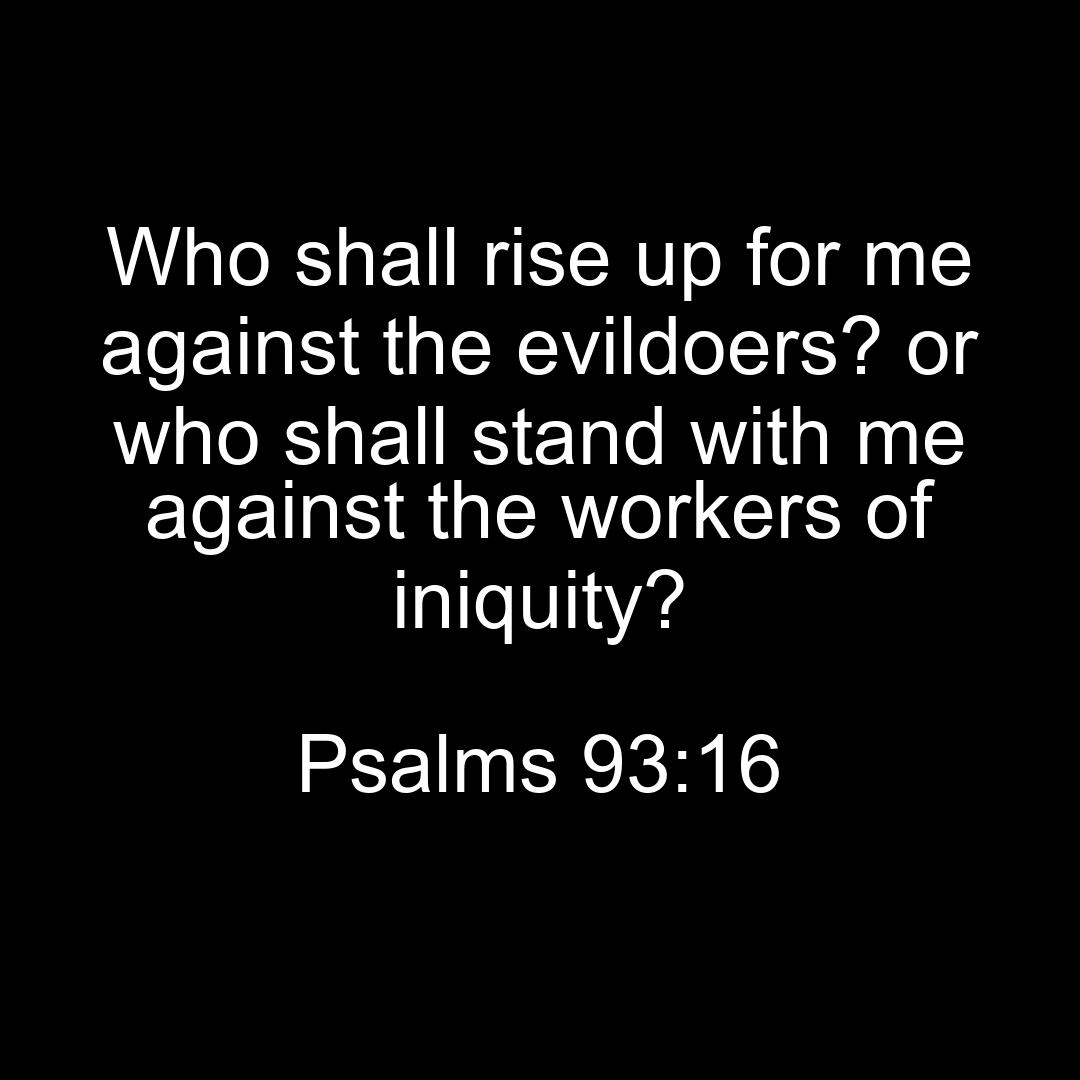 Who shall rise up for me
against the evildoers? or
who shall stand with me
against the workers of
iniquity?
Psalms 93:16